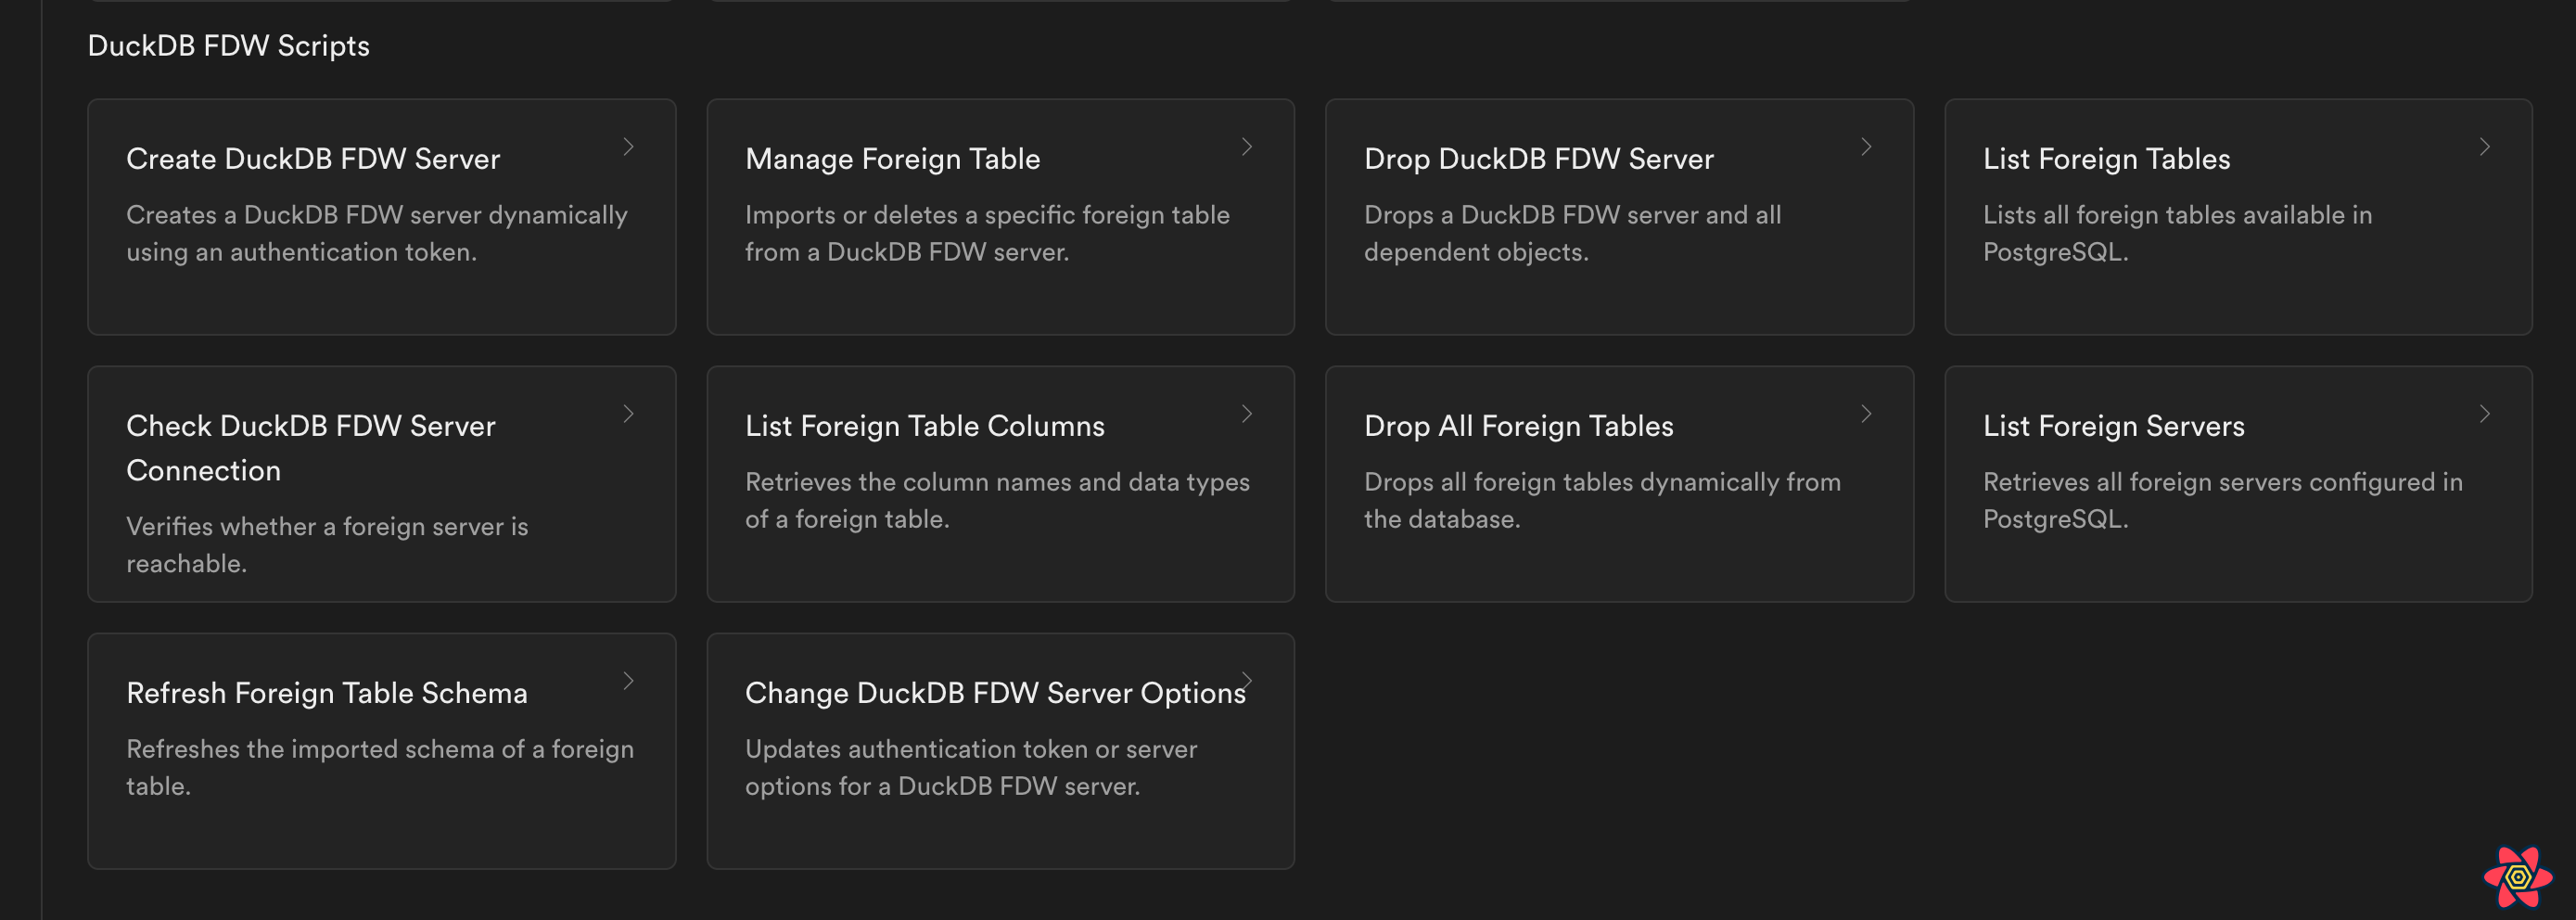 DuckDB FDW Scripts
Create DuckDB FDW Server
Creates a DuckDB FDW server dynamically
using an authentication token.
Manage Foreign Table
Imports or deletes a specific foreign table
from a DuckDB FDW server.
Drop DuckDB FDW Server
Drops a DuckDB FDW server and all
dependent objects.
List Foreign Tables
Lists all foreign tables available in
PostgreSQL.
Check DuckDB FDW Server
Connection
Verifies whether a foreign server is
reachable.
List Foreign Table Columns
Retrieves the column names and data types
of a foreign table.
Drop All Foreign Tables
Drops all foreign tables dynamically from
the database.
List Foreign Servers
Retrieves all foreign servers configured in
PostgreSQL.
Refresh Foreign Table Schema
Refreshes the imported schema of a foreign
table.
Change DuckDB FDW Server Options
Updates authentication token or server
options for a DuckDB FDW server.